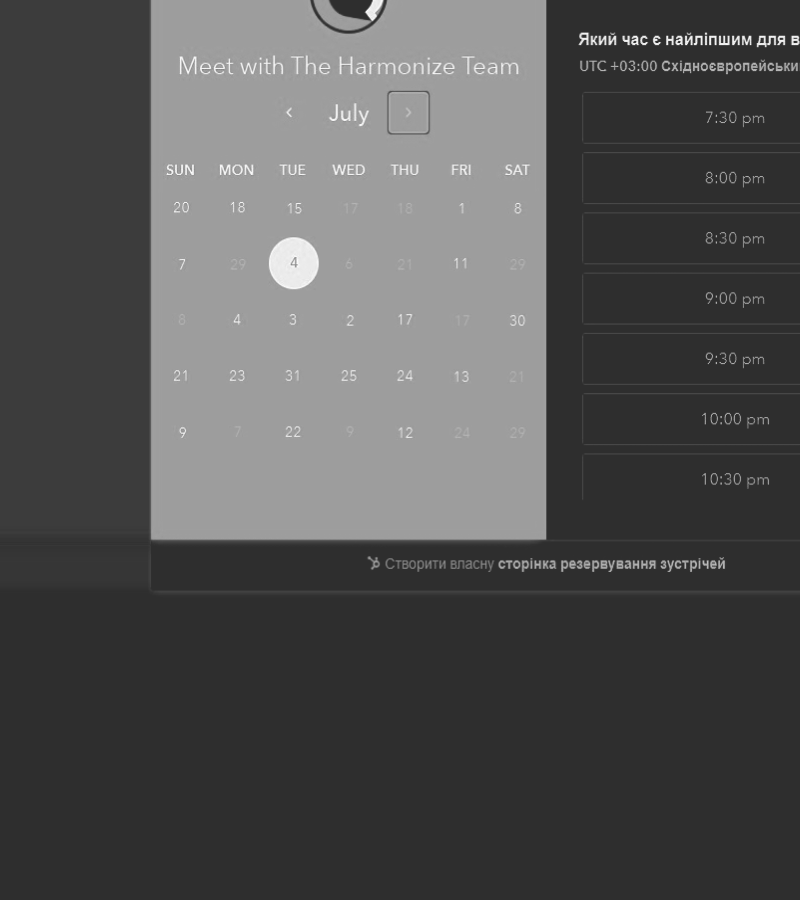 Meet with The Harmonize Team
July
SUN MON TUE WED THU FRI SAT
20 18 15 17 18 1 8
7 29 4 6 21 11 29
8 4 3 2 17 17 30
21 23 31 25 24 13 21
9 7 22 9 12 24 29
Створити власну сторінка резервування зустрічей
Який час є найліпшим для
UTC +03:00
7:30 pm
8:00 pm
8:30 pm
9:00 pm
9:30 pm
10:00 pm
10:30 pm